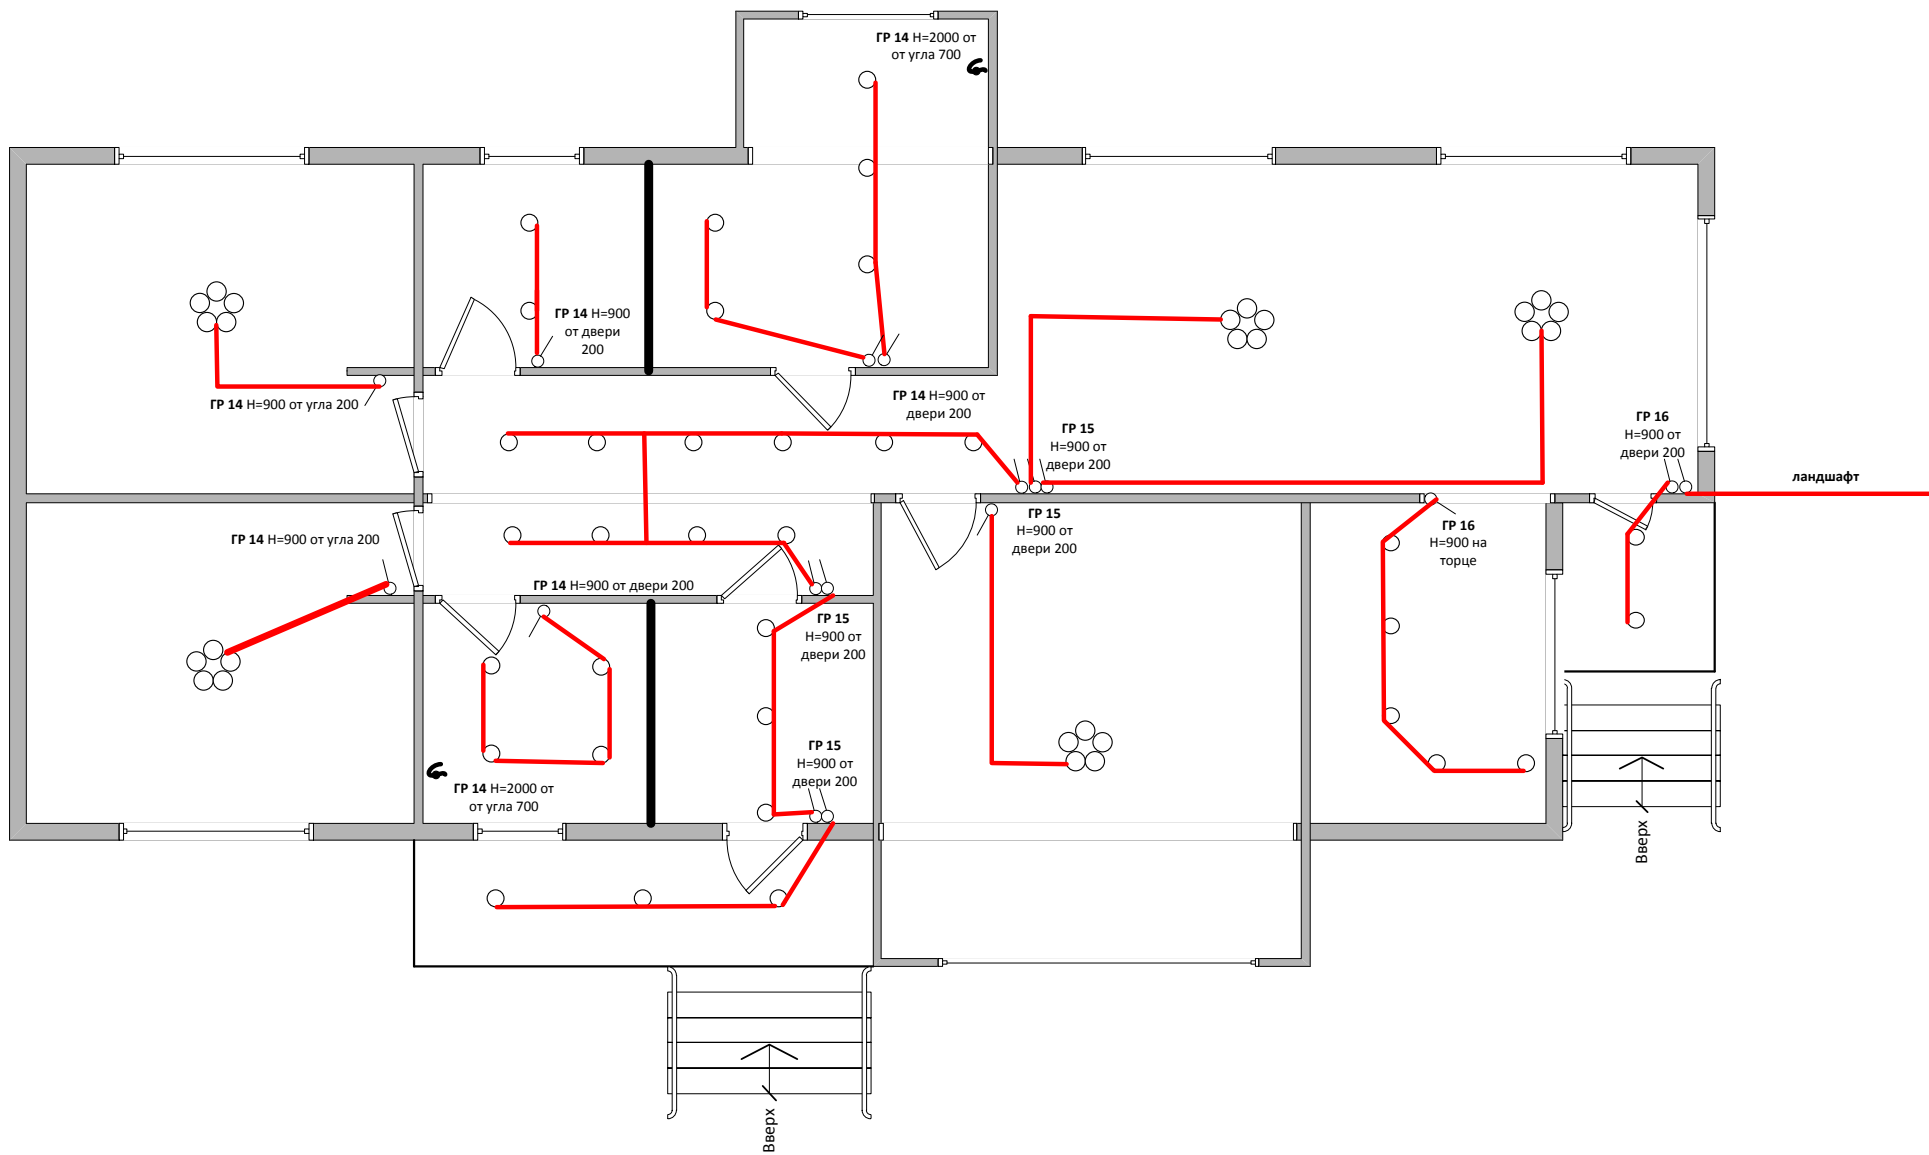 ГР 14 H=2000 от
от угла 700
ГР 14 H=900
от двери
200
ГР 14 H=900 от угла 200
ГР 14 H=900 от
двери 200
ГР 15
H=900 от
двери 200
ГР 16
H=900 от
двери 200
ландшафт
ГР 14 H=900 от угла 200
ГР 15
H=900 от
двери 200
ГР 16
H=900 на
торце
ГР 14 H=900 от двери 200
ГР 15
H=900 от
двери 200
ГР 15
H=900 от
двери 200
ГР 14 H=2000 от
от угла 700
Вверх
Вверх